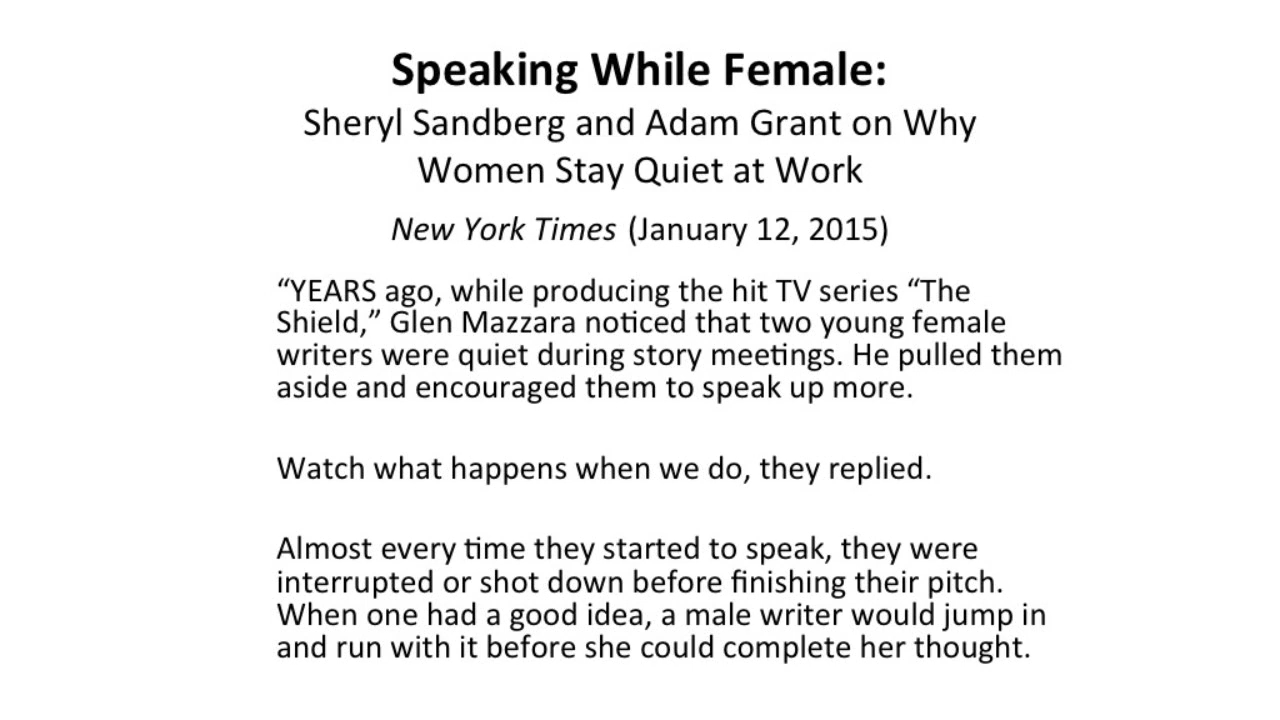 Speaking While Female:
Sheryl Sandberg and Adam Grant on Why
Women Stay Quiet at Work
New York Times (January 12, 2015)
“YEARS ago, while producing the hit TV series “The
Shield,” Glen Mazzara noticed that two young female
writers were quiet during story meetings. He pulled them
aside and encouraged them to speak up more.
Watch what happens when we do, they replied.
Almost every time they started to speak, they were
interrupted or shot down before finishing their pitch.
When one had a good idea, a male writer would jump in
and run with it before she could complete her thought.